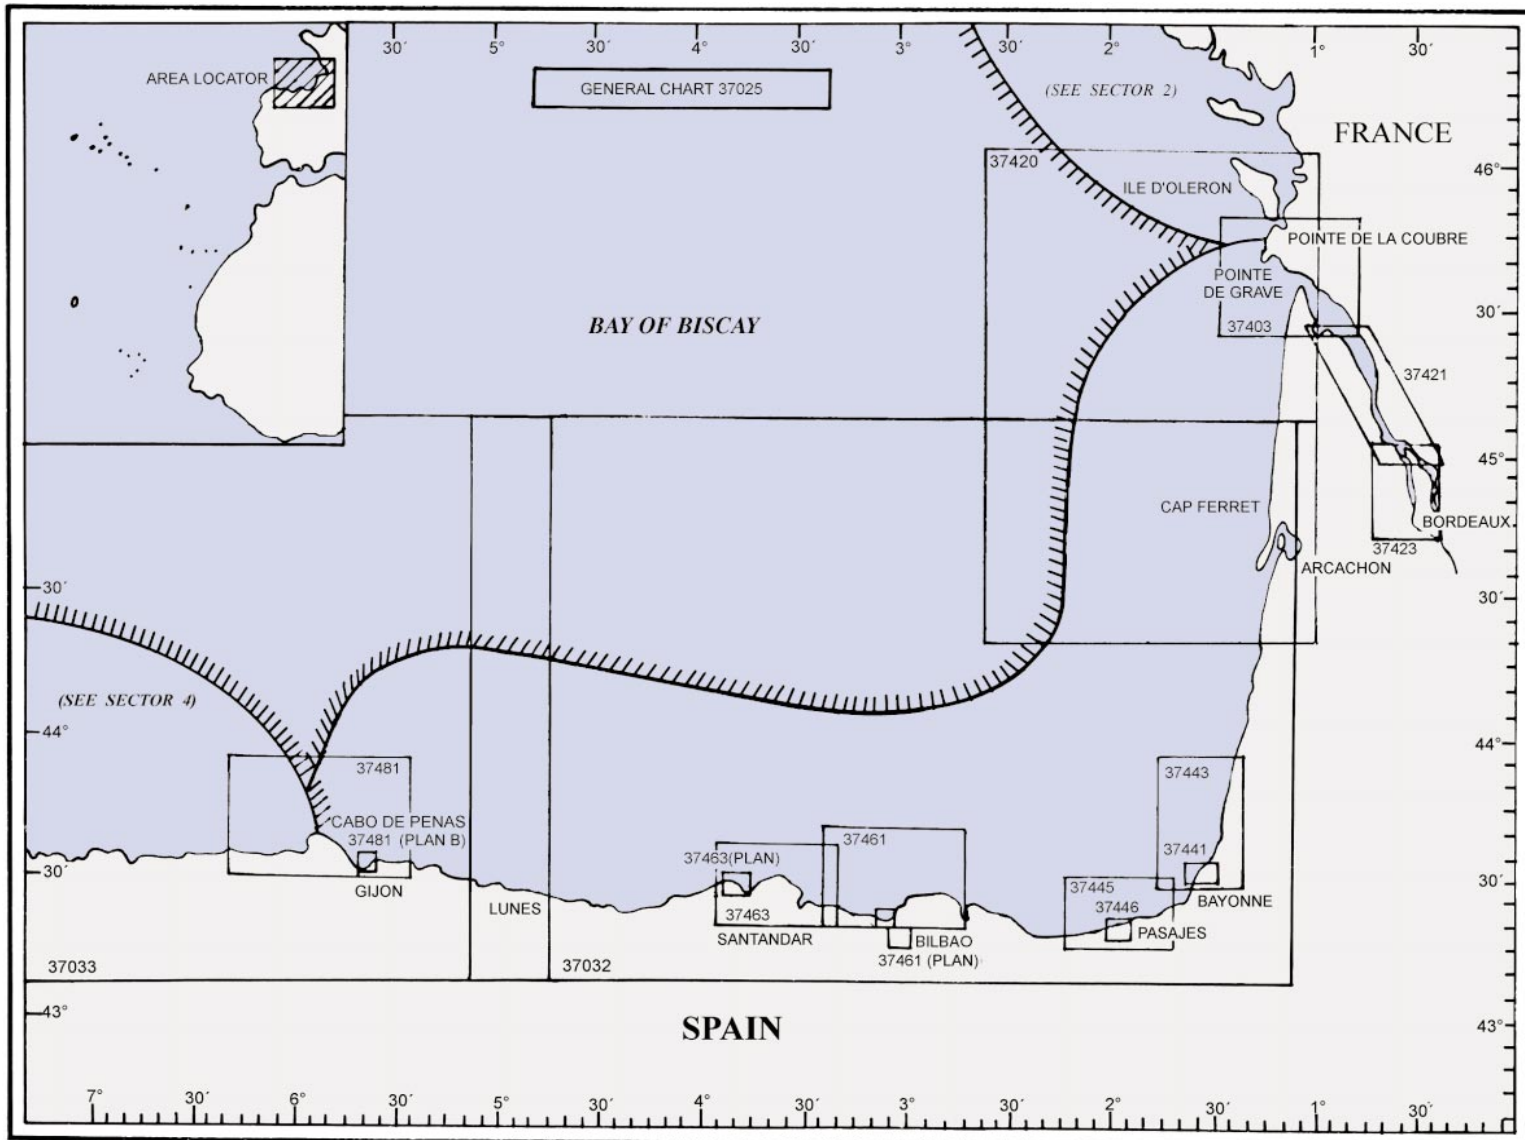 30′ 5° 30′ 4° 30′ 3° 30′ 2° 30′ 1° 30′
AREA LOCATOR
GENERAL CHART 37025
(SEE SECTOR 2)
FRANCE
37420
46°
ILE D'OLERON
POINTE DE LA COUBRE
POINTE
DE GRAVE
30′
37403
BAY OF BISCAY
37421
45°
CAP FERRET
BORDEAUX
37423
ARCACHON
30′
30′
(SEE SECTOR 4)
44°
44°
37481
37443
CABO DE PENAS
37481 (PLAN B)
37461
37441
37463(PLAN)
30′
30′
GIJON
37445
BAYONNE
LUNES
37446
37463
PASAJES
SANTANDAR
BILBAO
37461 (PLAN)
37033
37032
43°
43°
SPAIN
7° 30′ 6° 30′ 5° 30′ 4° 30′ 3° 30′ 2° 30′ 1° 30′